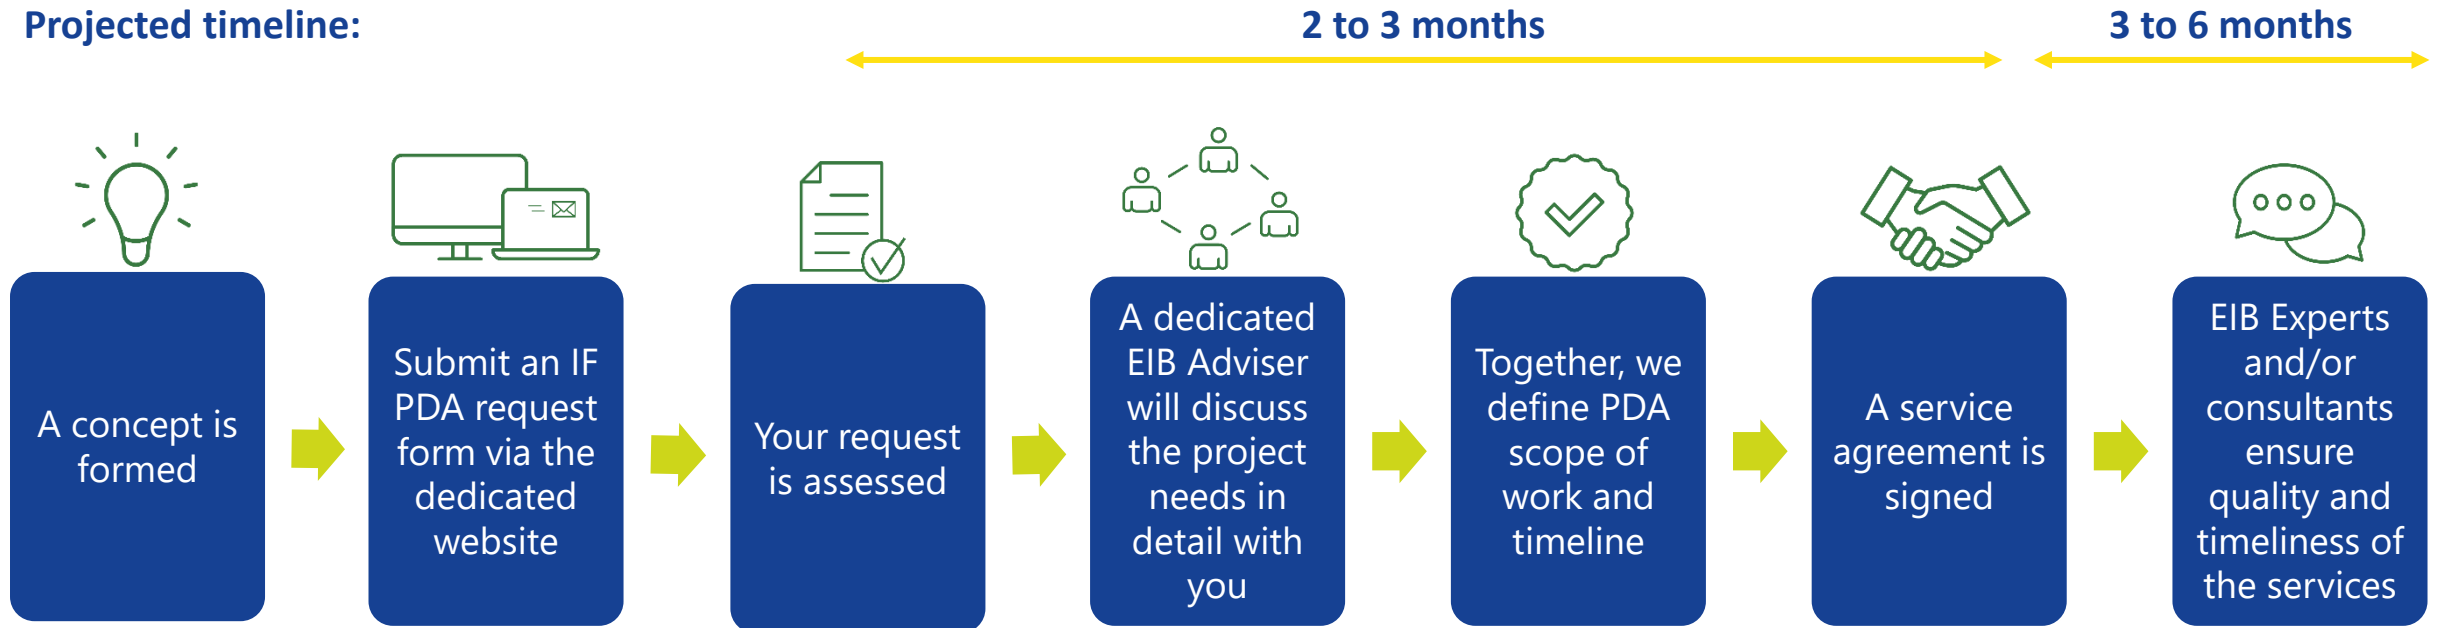 Projected timeline:
2 to 3 months
3 to 6 months
A concept is
formed
Submit an IF
PDA request
form via the
dedicated
website
Your request
is assessed
A dedicated
EIB Adviser
will discuss
the project
needs in
detail with
you
Together, we
define PDA
scope of
work and
timeline
A service
agreement is
signed
EIB Experts
and/or
consultants
ensure
quality and
timeliness of
the services